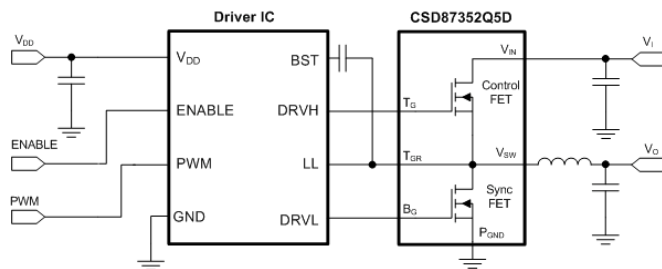 Driver IC
CSD87352Q5D
VDD
VDD
BST
VIN
VI
ENABLE
DRVH
TG
Control
FET
ENABLE
PWM
LL
TGR
VSW
VO
PWM
GND
DRVL
BG
Sync
FET
PGND